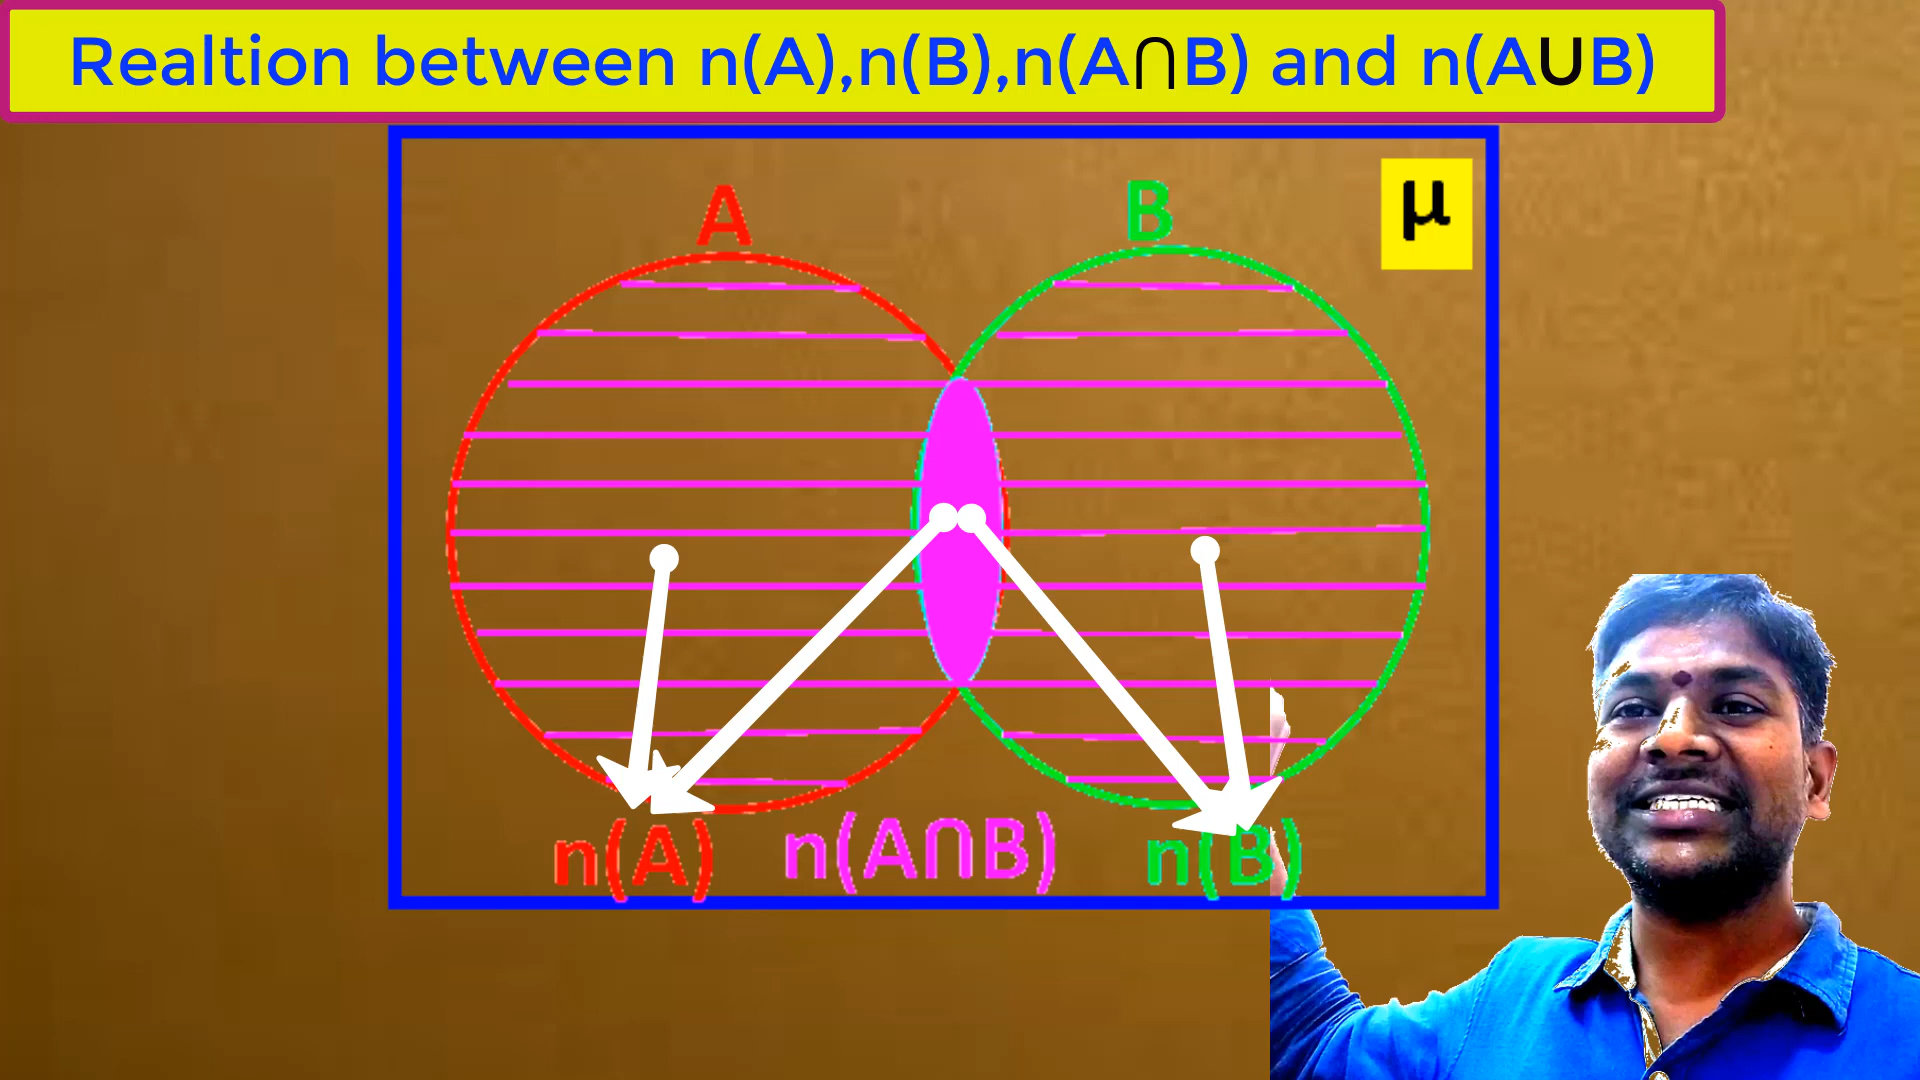 Realtion between n(A),n(B),n(A∩B) and n(A∪B)
A B μ
n(A) n(A∩B) n(B)